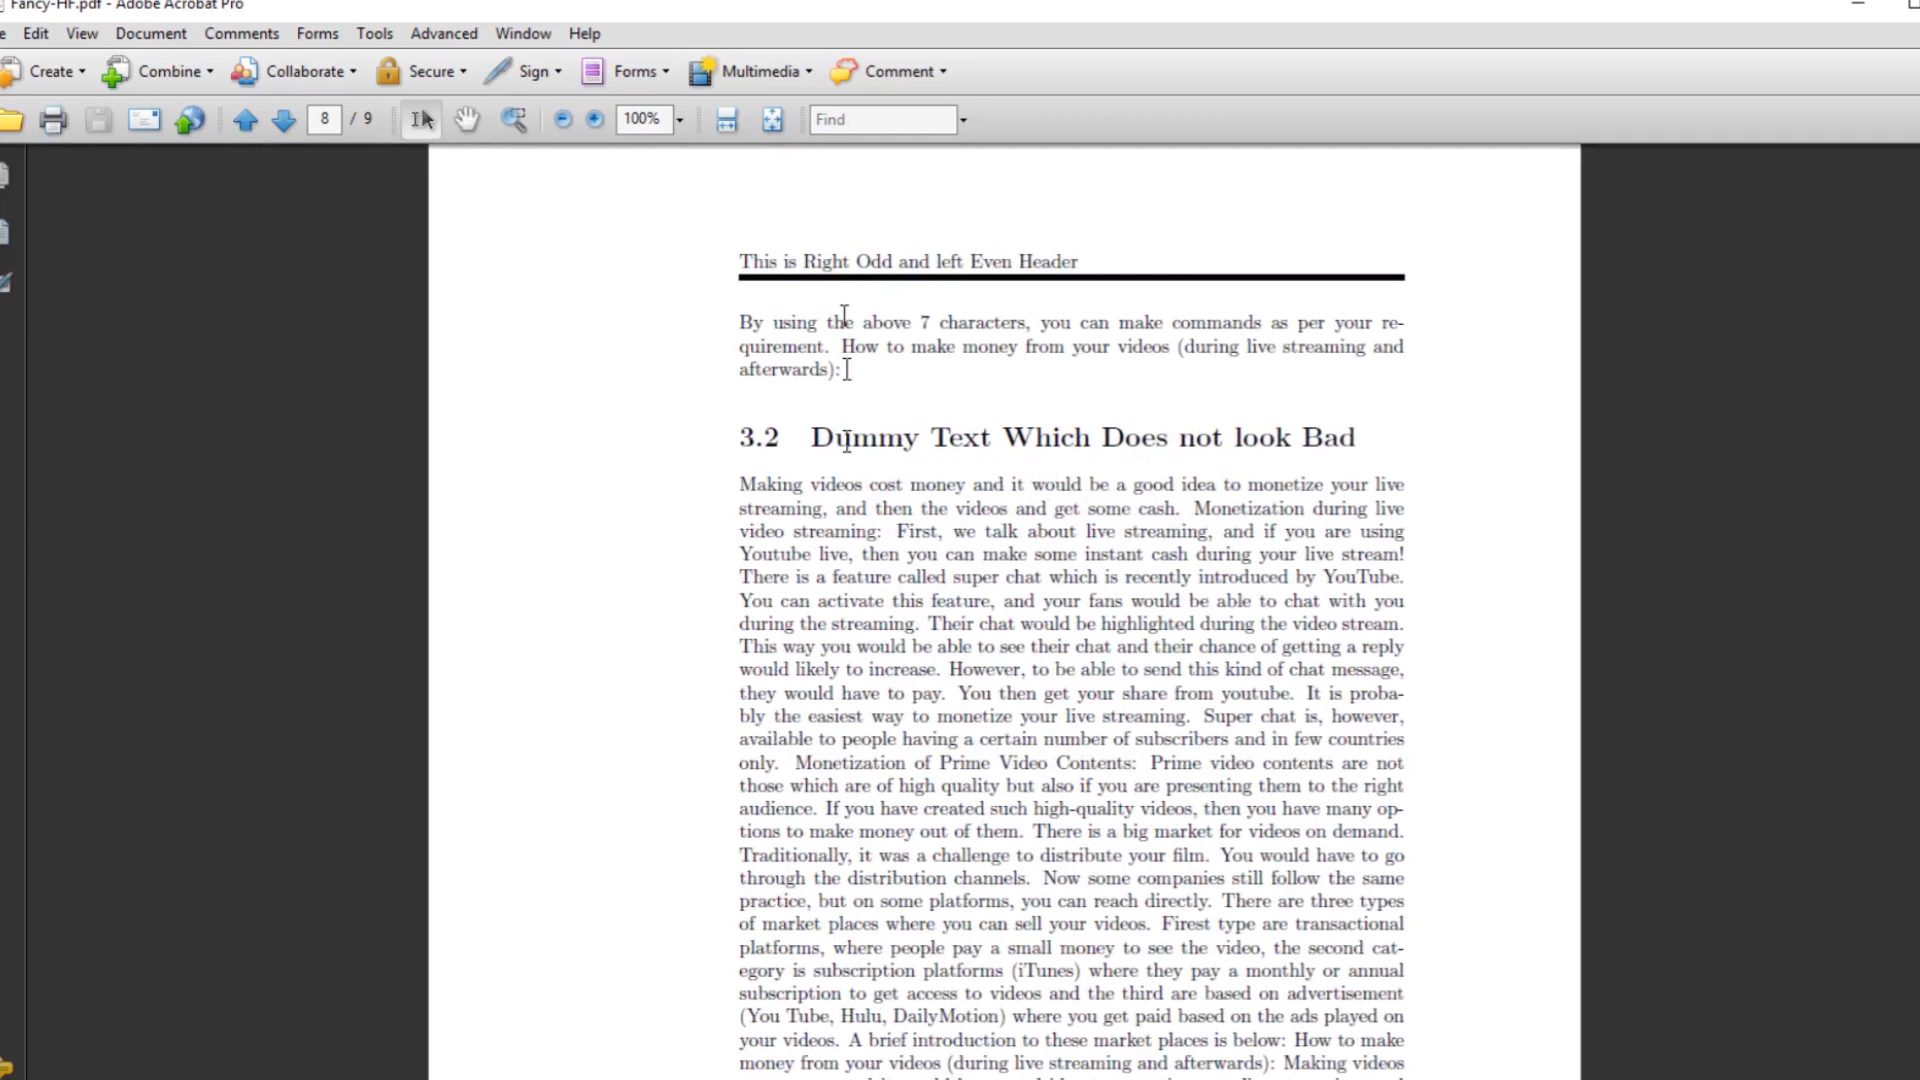 Fancy-HF.pdf - Adobe Acrobat Pro
Edit View Document Comments Forms Tools Advanced Window Help
Create Combine Collaborate Secure Sign Forms Multimedia Comment
8 / 9 100% Find
This is Right Odd and left Even Header
By using the above 7 characters, you can make commands as per your re-
quirement. How to make money from your videos (during live streaming and
afterwards):
3.2 Dummy Text Which Does not look Bad
Making videos cost money and it would be a good idea to monetize your live
streaming, and then the videos and get some cash. Monetization during live
video streaming: First, we talk about live streaming, and if you are using
Youtube live, then you can make some instant cash during your live stream!
There is a feature called super chat which is recently introduced by YouTube.
You can activate this feature, and your fans would be able to chat with you
during the streaming. Their chat would be highlighted during the video stream.
This way you would be able to see their chat and their chance of getting a reply
would likely to increase. However, to be able to send this kind of chat message,
they would have to pay. You then get your share from youtube. It is proba-
bly the easiest way to monetize your live streaming. Super chat is, however,
available to people having a certain number of subscribers and in few countries
only. Monetization of Prime Video Contents: Prime video contents are not
those which are of high quality but also if you are presenting them to the right
audience. If you have created such high-quality videos, then you have many op-
tions to make money out of them. There is a big market for videos on demand.
Traditionally, it was a challenge to distribute your film. You would have to go
through the distribution channels. Now some companies still follow the same
practice, but on some platforms, you can reach directly. There are three types
of market places where you can sell your videos. Firest type are transactional
platforms, where people pay a small money to see the video, the second cat-
egory is subscription platforms (iTunes) where they pay a monthly or annual
subscription to get access to videos and the third are based on advertisement
(You Tube, Hulu, DailyMotion) where you get paid based on the ads played on
your videos. A brief introduction to these market places is below: How to make
money from your videos (during live streaming and afterwards): Making videos